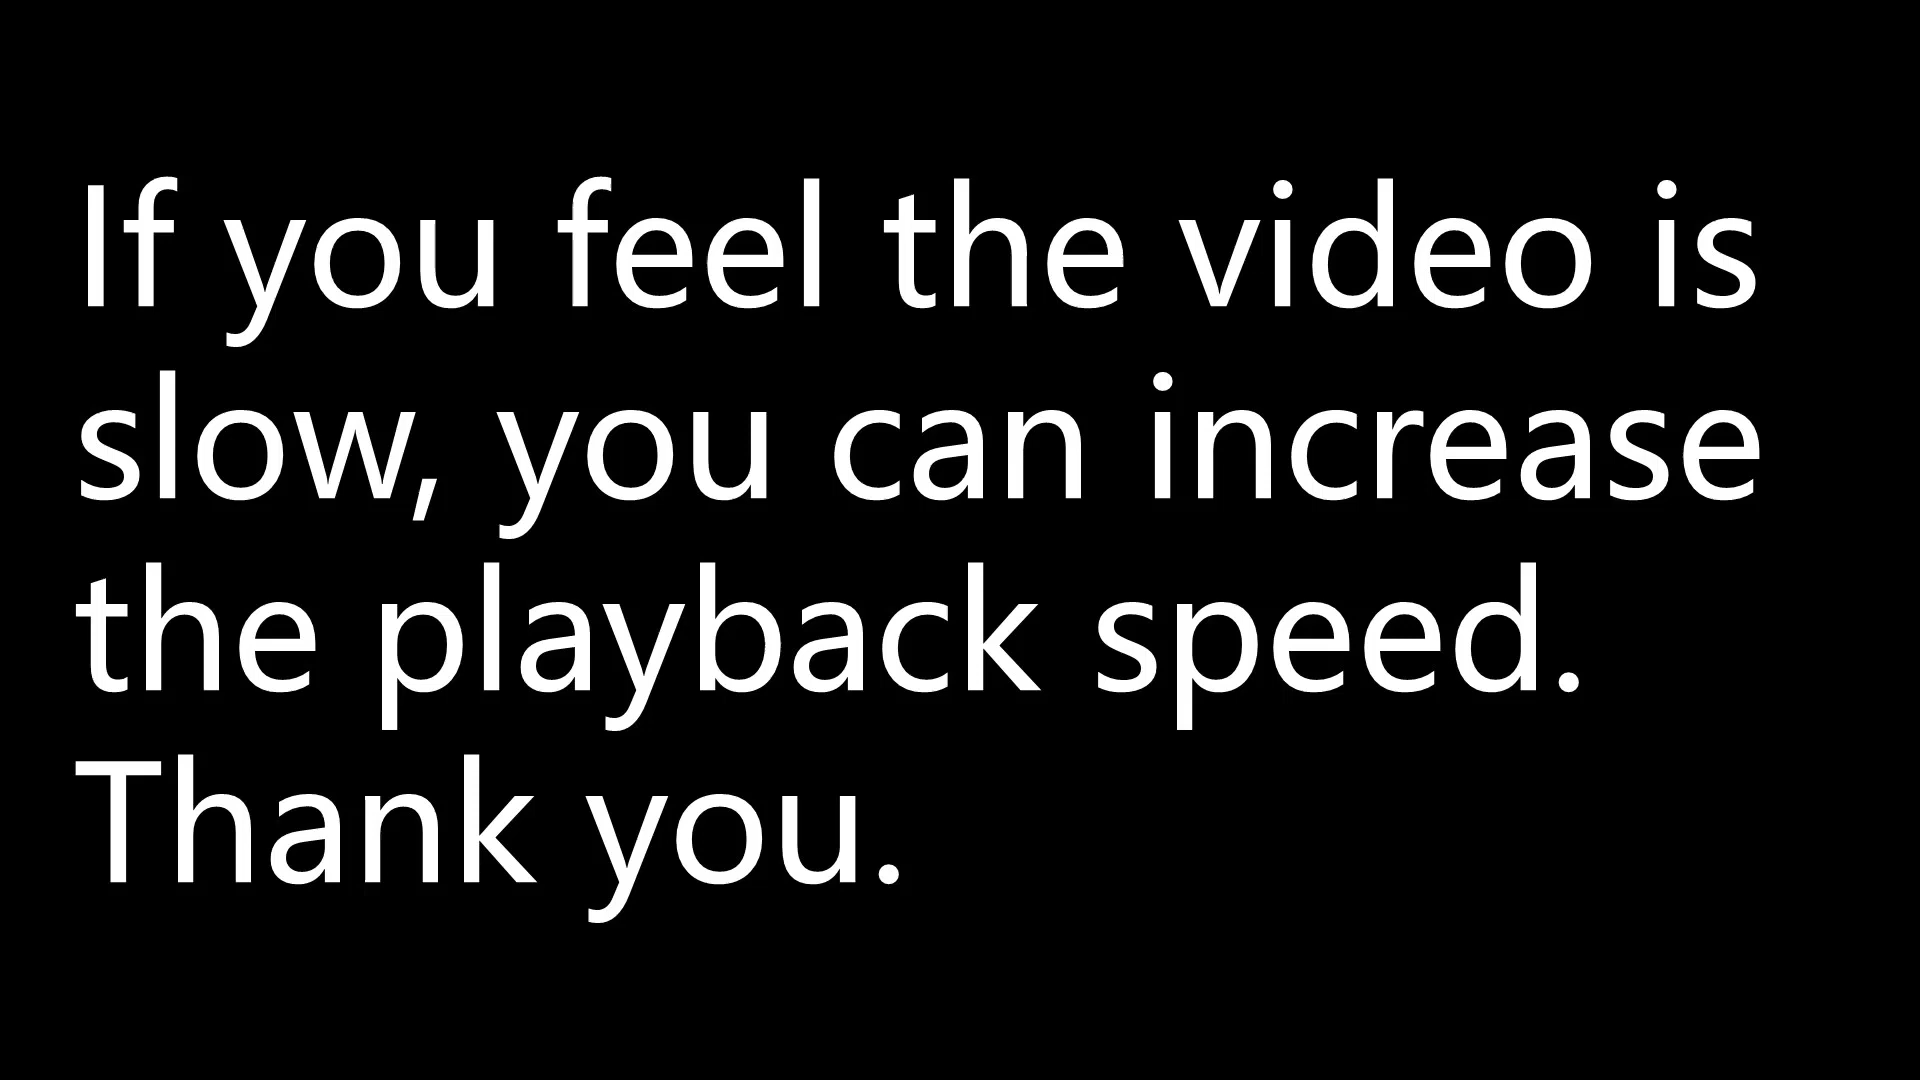 If you feel the video is
slow, you can increase
the playback speed.
Thank you.